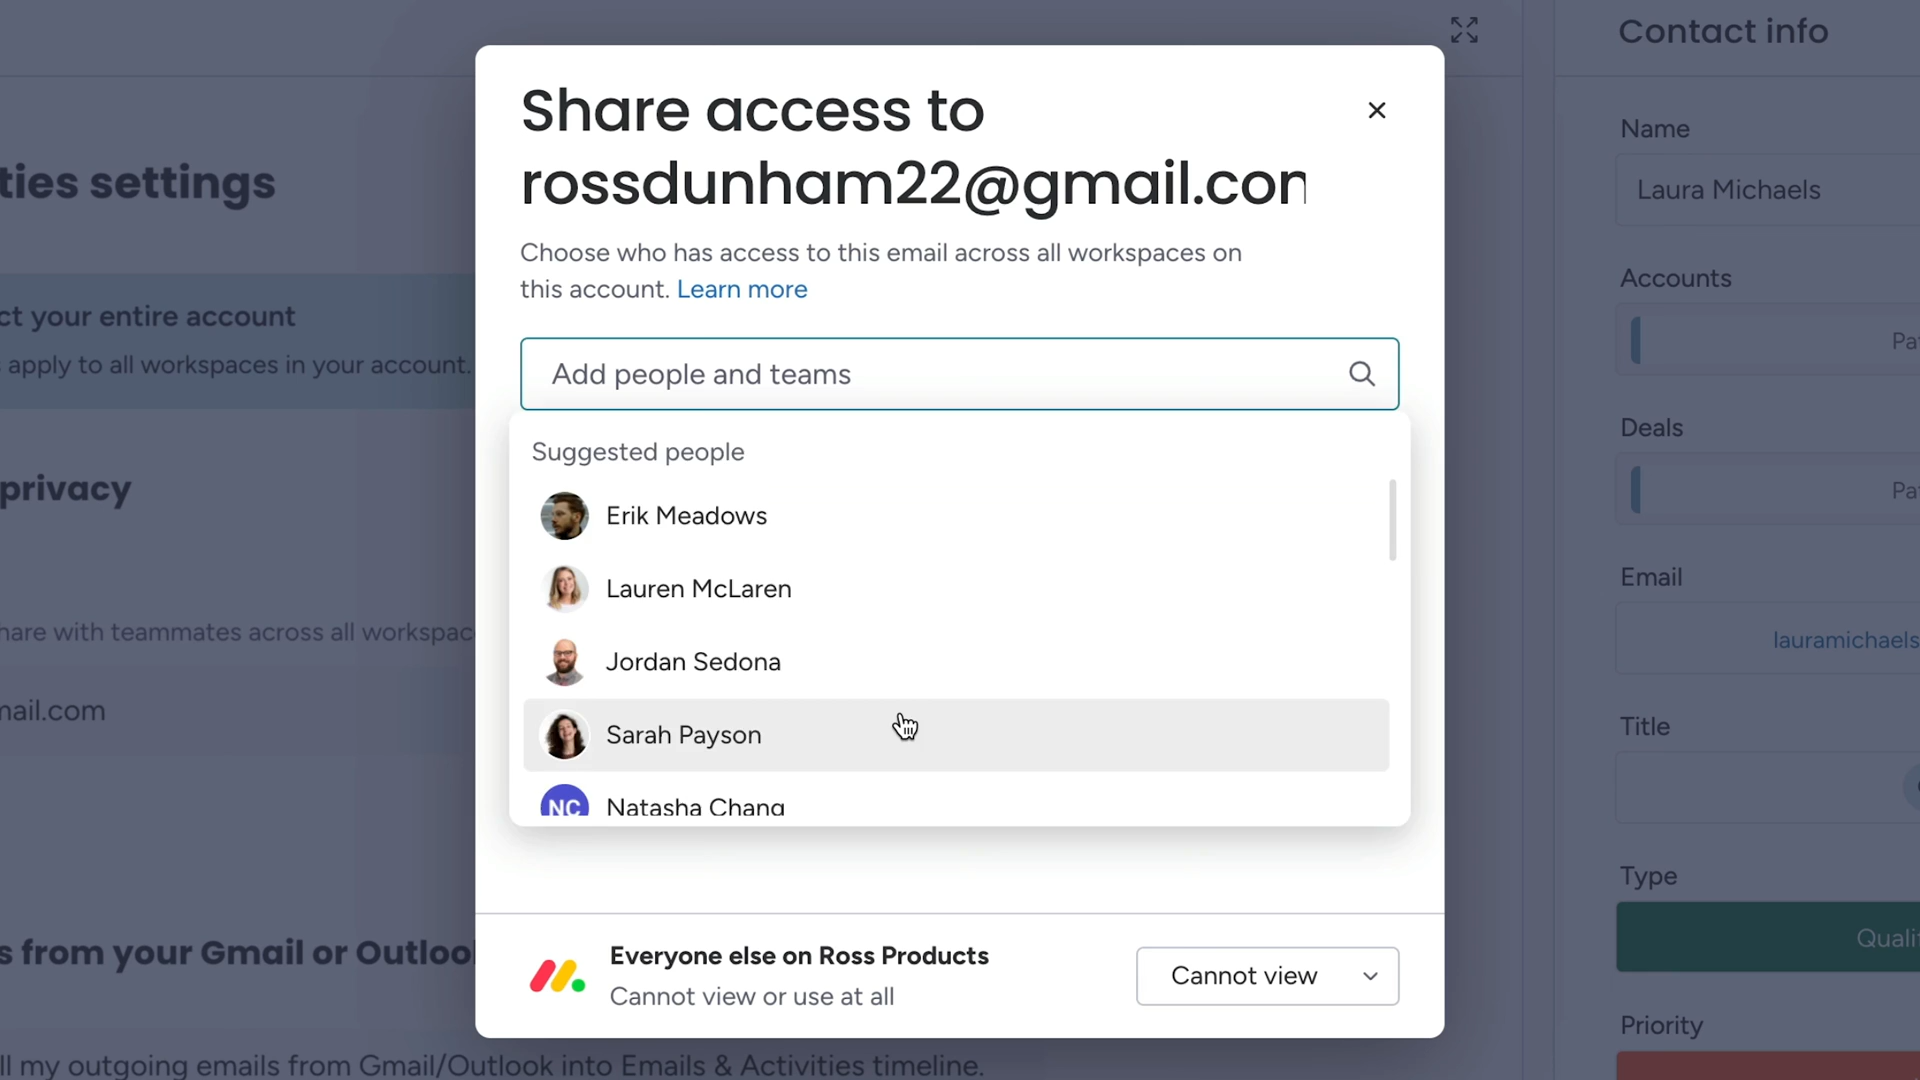 Contact info
ties settings
ct your entire account
apply to all workspaces in your account.
privacy
hare with teammates across all workspac
mail.com
s from your Gmail or Outlool
ll my outgoing emails from Gmail/Outlook into Emails & Activities timeline.
Share access to
rossdunham22@gmail.con
Choose who has access to this email across all workspaces on
this account. Learn more
Add people and teams
Suggested people
Erik Meadows
Lauren McLaren
Jordan Sedona
Sarah Payson
NC Natasha Chang
Everyone else on Ross Products
Cannot view or use at all
Cannot view
Name
Laura Michaels
Accounts
Pa
Deals
Pa
Email
lauramichaels
Title
Type
Quali
Priority